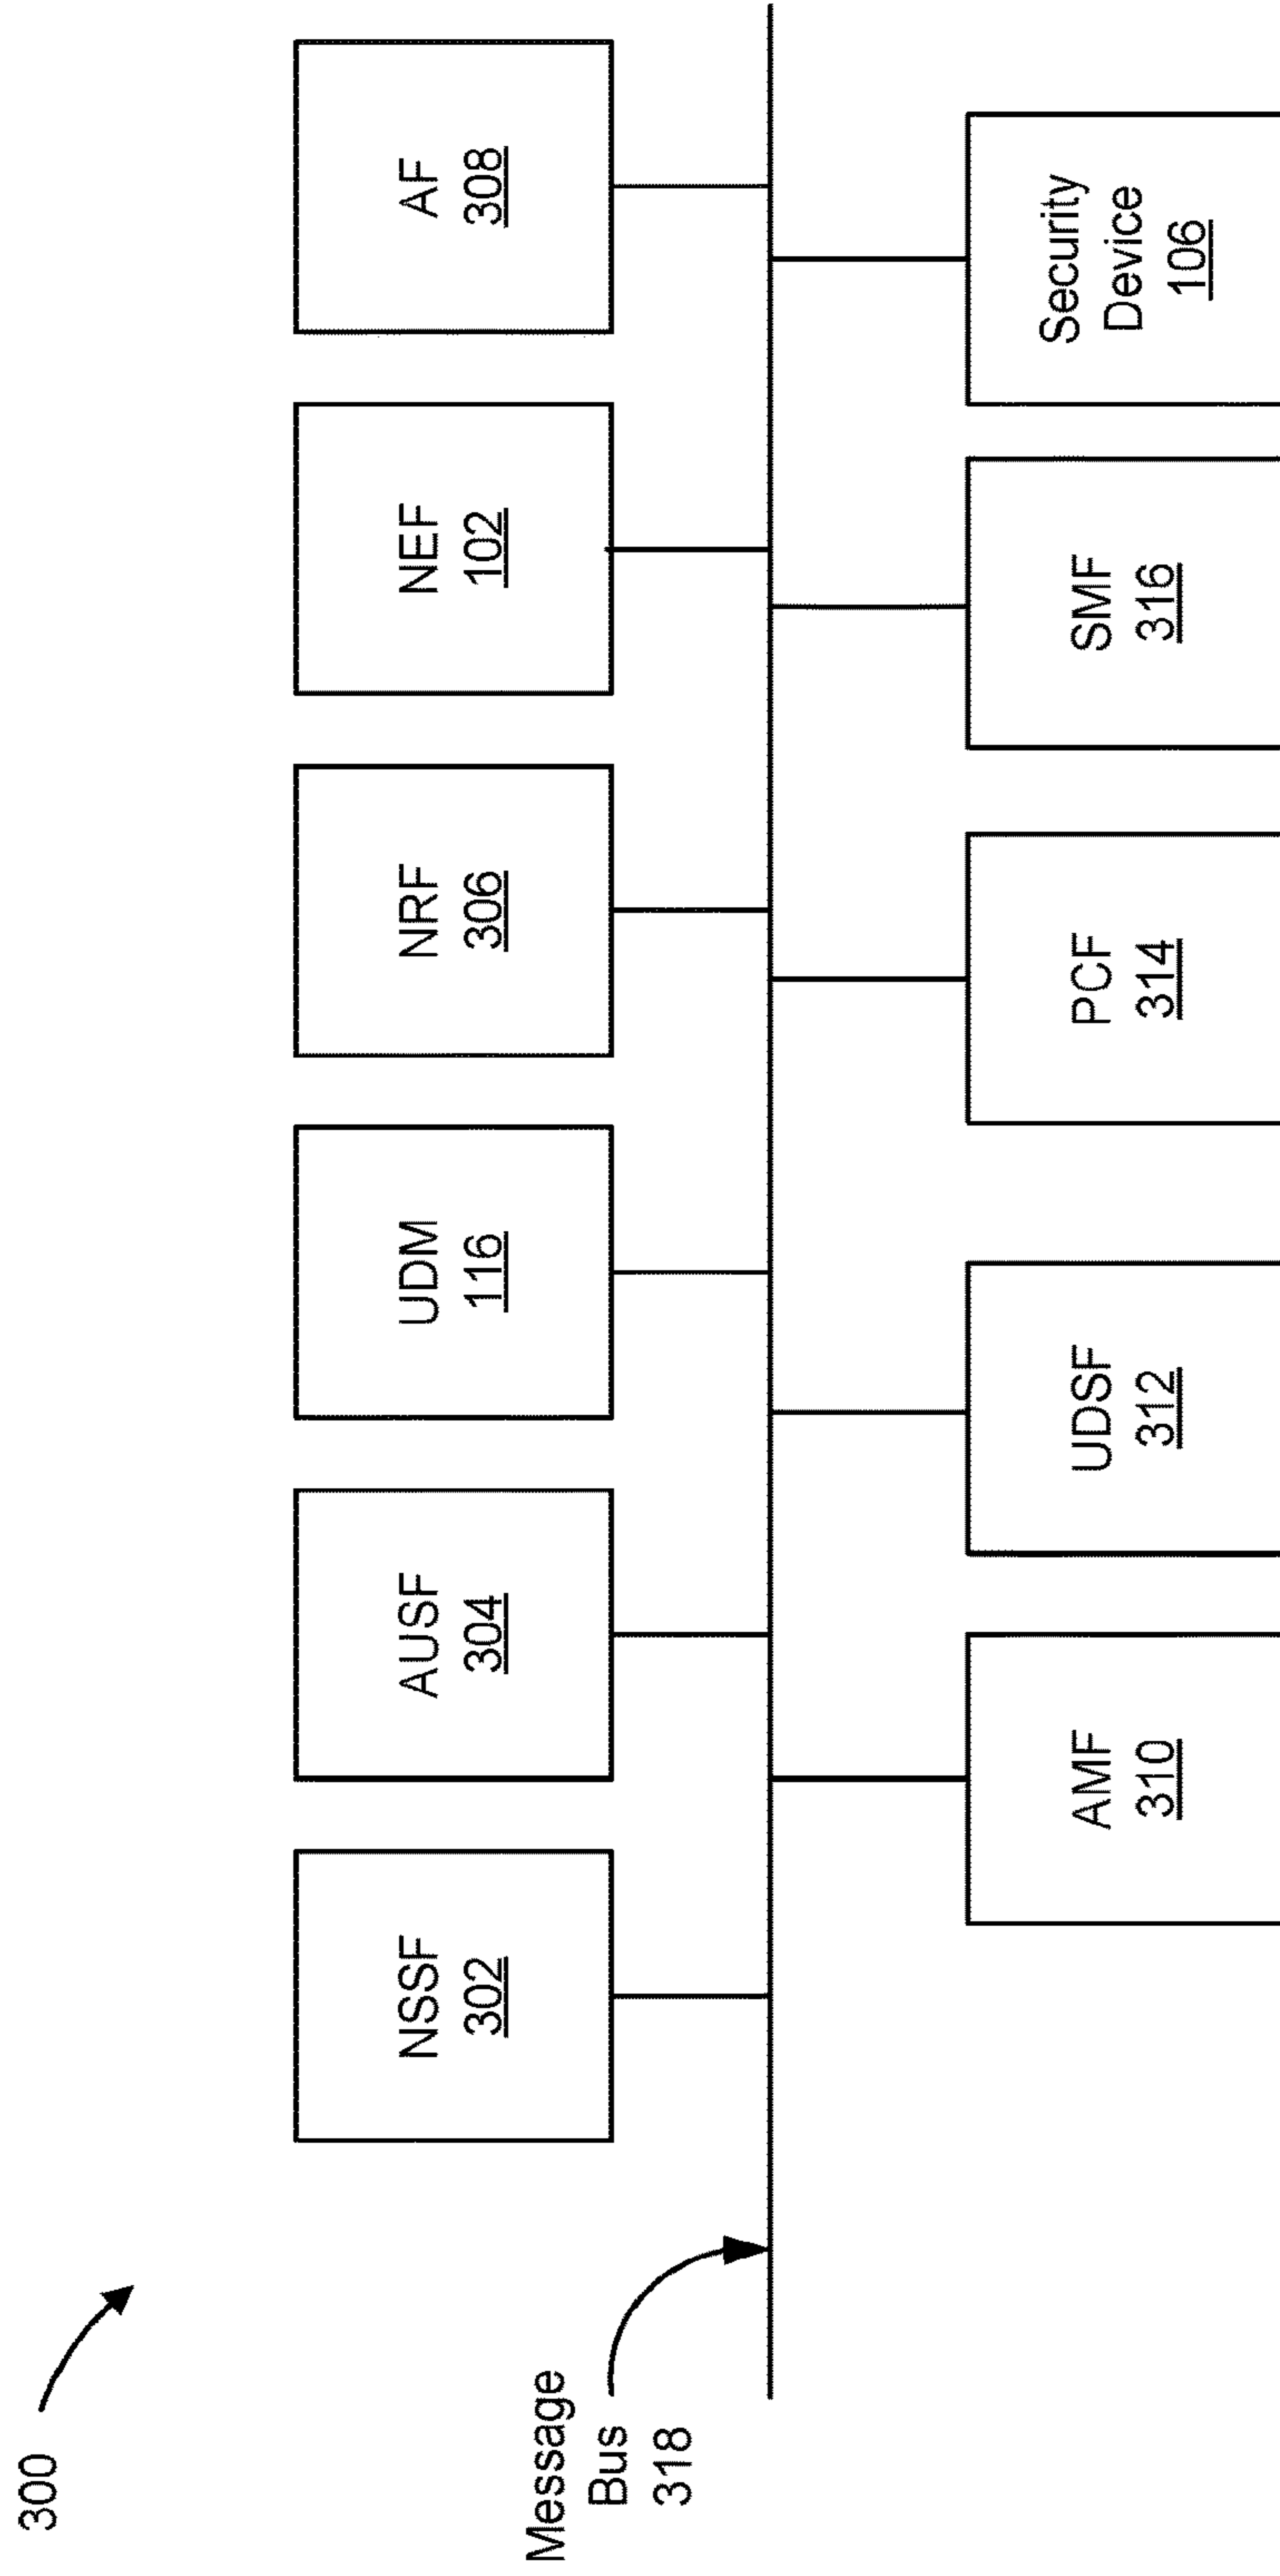 300
NSSF
302
AUSF
304
UDM
116
NRF
306
NEF
102
AF
308
Message
Bus
318
AMF
310
UDSF
312
PCF
314
SMF
316
Security
Device
106